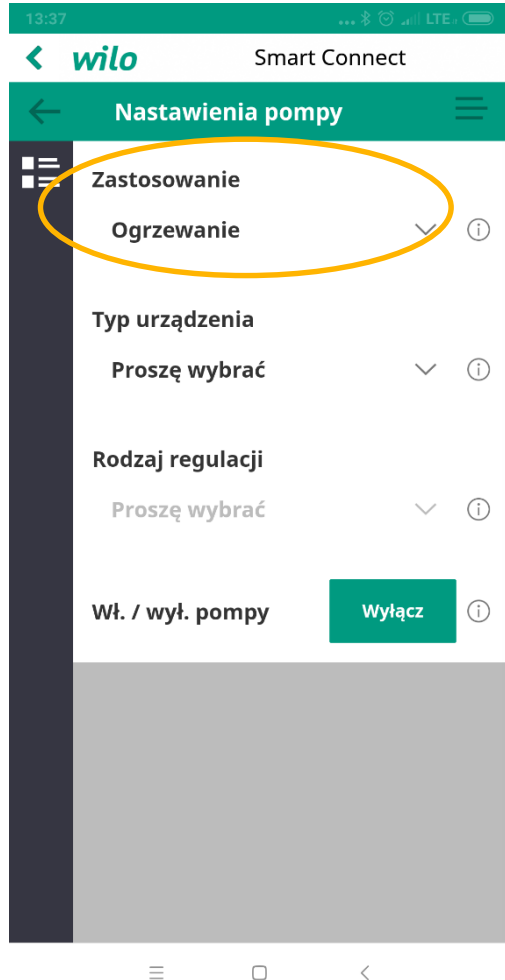 13:37 LTE
wilo Smart Connect
Nastawienia pompy
Zastosowanie
Ogrzewanie
Typ urządzenia
Proszę wybrać
Rodzaj regulacji
Proszę wybrać
Wł. / wył. pompy Wyłącz